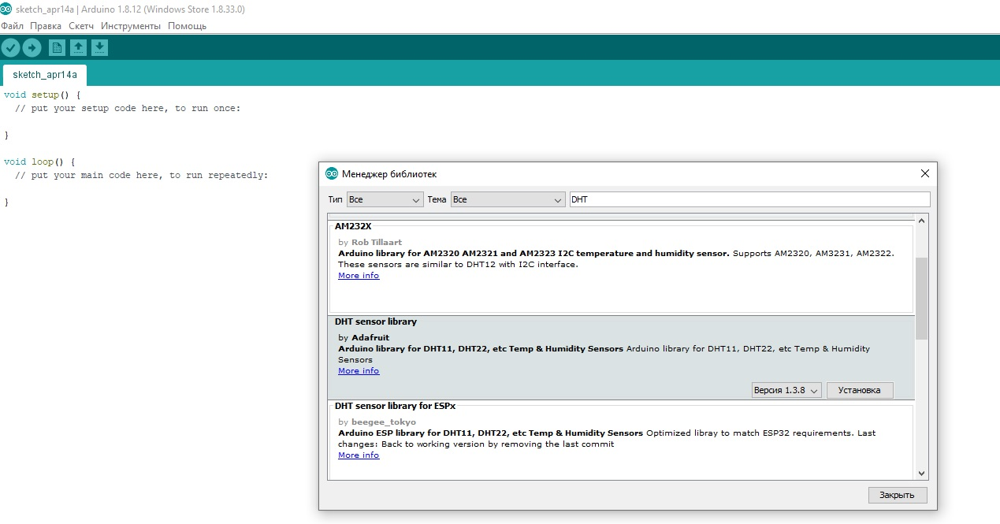 sketch_apr14a | Arduino 1.8.12 (Windows Store 1.8.33.0)
Файл Правка Скетч Инструменты Помощь
sketch_apr14a
void setup() {
// put your setup code here, to run once:
}
void loop() {
// put your main code here, to run repeatedly:
}
Менеджер библиотек
Тип Все Тема Все DHT
AM232X
by Rob Tillaart
Arduino library for AM2320 AM2321 and AM2323 I2C temperature and humidity sensor. Supports AM2320, AM3231, AM2322.
These sensors are similar to DHT12 with I2C interface.
More info
DHT sensor library
by Adafruit
Arduino library for DHT11, DHT22, etc Temp & Humidity Sensors Arduino library for DHT11, DHT22, etc Temp & Humidity
Sensors
More info
Версия 1.3.8 Установка
DHT sensor library for ESPx
by beegee_tokyo
Arduino ESP library for DHT11, DHT22, etc Temp & Humidity Sensors Optimized libray to match ESP32 requirements. Last
changes: Back to working version by removing the last commit
More info
Закрыть